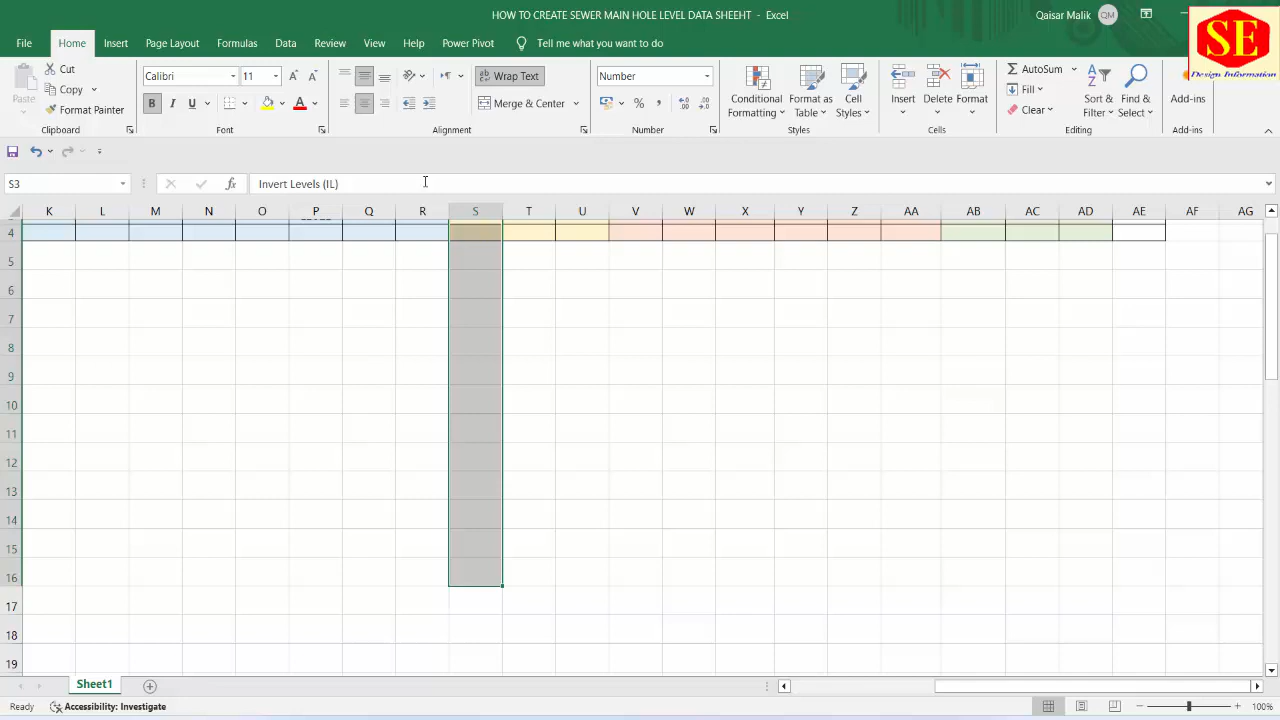 HOW TO CREATE SEWER MAIN HOLE LEVEL DATA SHEEHT - Excel
Qaisar Malik QM
SE
Design Information
File Home Insert Page Layout Formulas Data Review View Help Power Pivot Tell me what you want to do
Paste
Cut
Copy
Format Painter
Clipboard
Calibri 11
B I U
Font
Wrap Text
Merge & Center
Alignment
Number
Number
Conditional Formatting
Format as Table
Cell Styles
Styles
Insert Delete Format
Cells
AutoSum
Fill
Clear
Sort & Filter
Find & Select
Editing
Add-ins
Add-ins
S3
fx
Invert Levels (IL)
K L M N O P Q R S T U V W X Y Z AA AB AC AD AE AF AG
4
5
6
7
8
9
10
11
12
13
14
15
16
17
18
19
Sheet1
Ready Accessibility: Investigate 100%